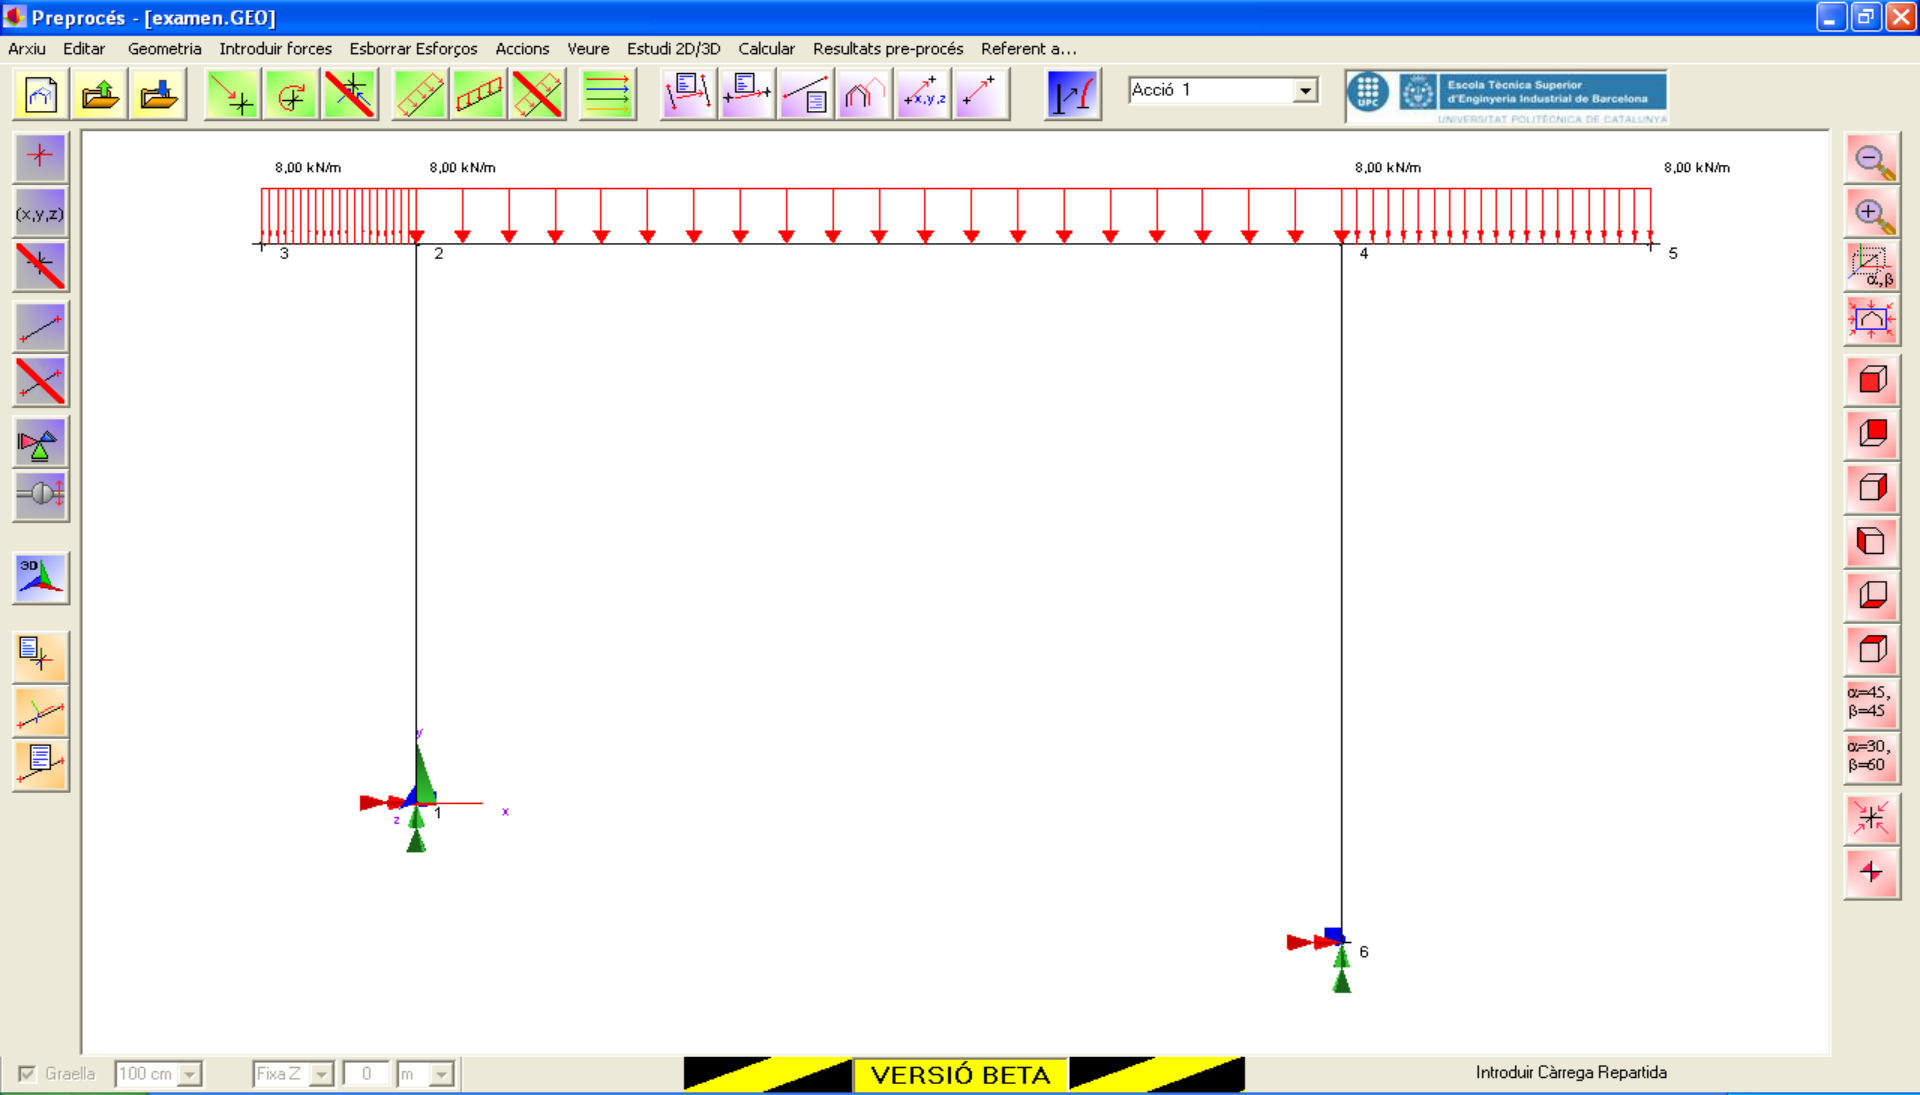 Preprocés - [examen.GEO]
Arxiu Editar Geometria Introduir forces Esborrar Esforços Accions Veure Estudi 2D/3D Calcular Resultats pre-procés Referent a...
+x,y,z
Acció 1
UPC
Escola Tècnica Superior
d'Enginyeria Industrial de Barcelona
UNIVERSITAT POLITÈCNICA DE CATALUNYA
8,00 kN/m 8,00 kN/m 8,00 kN/m 8,00 kN/m
(x,y,z)
3 2 4 5
α,β
3D
α=45,
β=45
y
α=30,
β=60
z 1 x
6
Graella 100 cm Fixa Z 0 m VERSIÓ BETA Introduir Càrrega Repartida